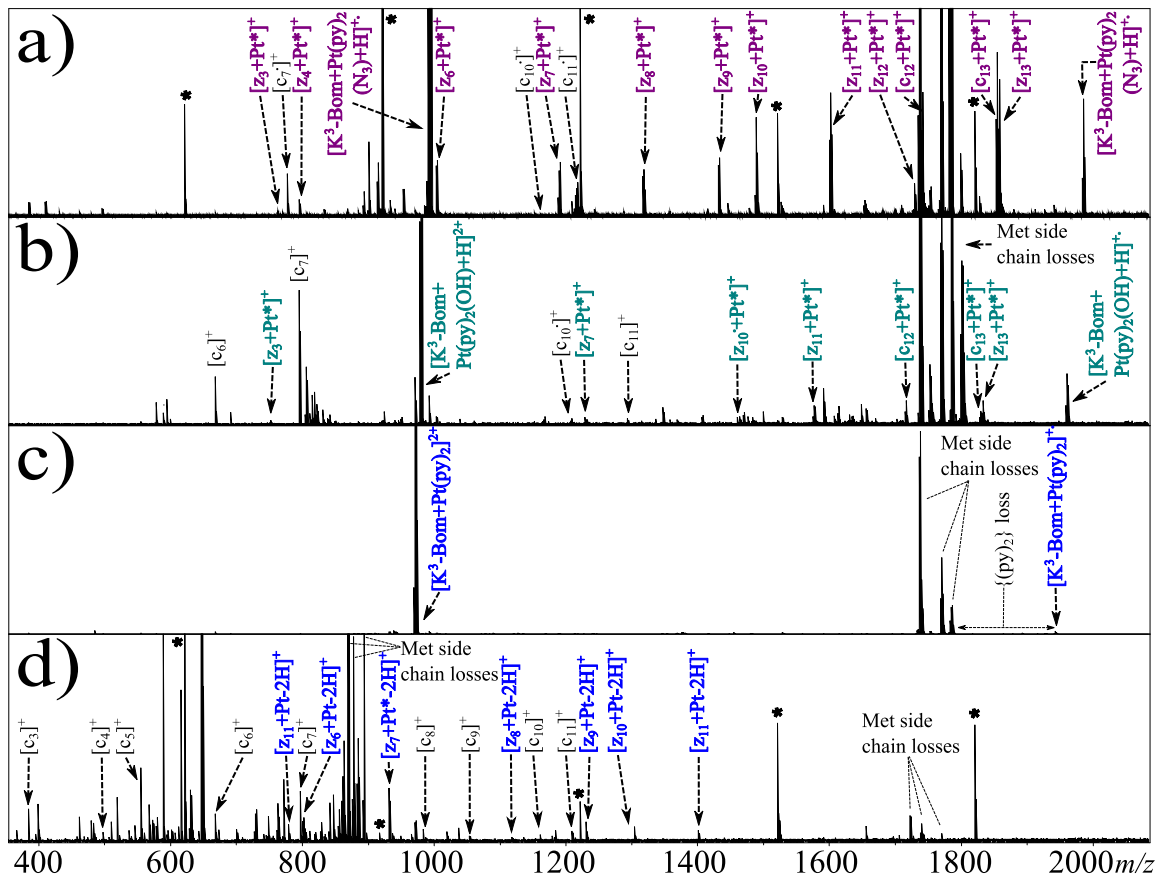 a)
*
[z₃+Pt*]⁺
[c₇]⁺
[z₄+Pt*]⁺
[K³-Bom+Pt(py)₂
(N₃)+H]⁺·
*
[z₆+Pt*]⁺
[c₁₀]⁺
[z₇+Pt*]⁺
[c₁₁·]⁺
*
[z₈+Pt*]⁺
[z₉+Pt*]⁺
[z₁₀+Pt*]⁺
*
[z₁₁+Pt*]⁺
[z₁₂+Pt*]⁺
[c₁₂+Pt*]⁺
*
[c₁₃+Pt*]⁺
[z₁₃+Pt*]⁺
[K³-Bom+Pt(py)₂
(N₃)+H]⁺·
b)
[c₆]⁺
[z₃+Pt*]⁺
[c₇]⁺
[K³-Bom+
Pt(py)₂(OH)+H]²⁺
[c₁₀·]⁺
[z₇+Pt*]⁺
[c₁₁]⁺
[z₁₀·+Pt*]⁺
[z₁₁+Pt*]⁺
[c₁₂+Pt*]⁺
Met side
chain losses
[c₁₃+Pt*]⁺
[z₁₃+Pt*]⁺
[K³-Bom+
Pt(py)₂(OH)+H]⁺·
c)
[K³-Bom+Pt(py)₂]²⁺
Met side
chain losses
{(py)₂} loss
[K³-Bom+Pt(py)₂]⁺·
d)
[c₃]⁺
[c₄]⁺
[c₅]⁺
*
[c₆]⁺
[z₁₁+Pt-2H]⁺
[c₇]⁺
[z₆+Pt-2H]⁺
Met side
chain losses
*
[z₇+Pt*-2H]⁺
[c₈]⁺
[c₉]⁺
[z₈+Pt-2H]⁺
[c₁₀]⁺
[c₁₁]⁺
*
[z₉+Pt-2H]⁺
[z₁₀+Pt-2H]⁺
[z₁₁+Pt-2H]⁺
*
Met side
chain losses
*
400 600 800 1000 1200 1400 1600 1800 2000 m/z